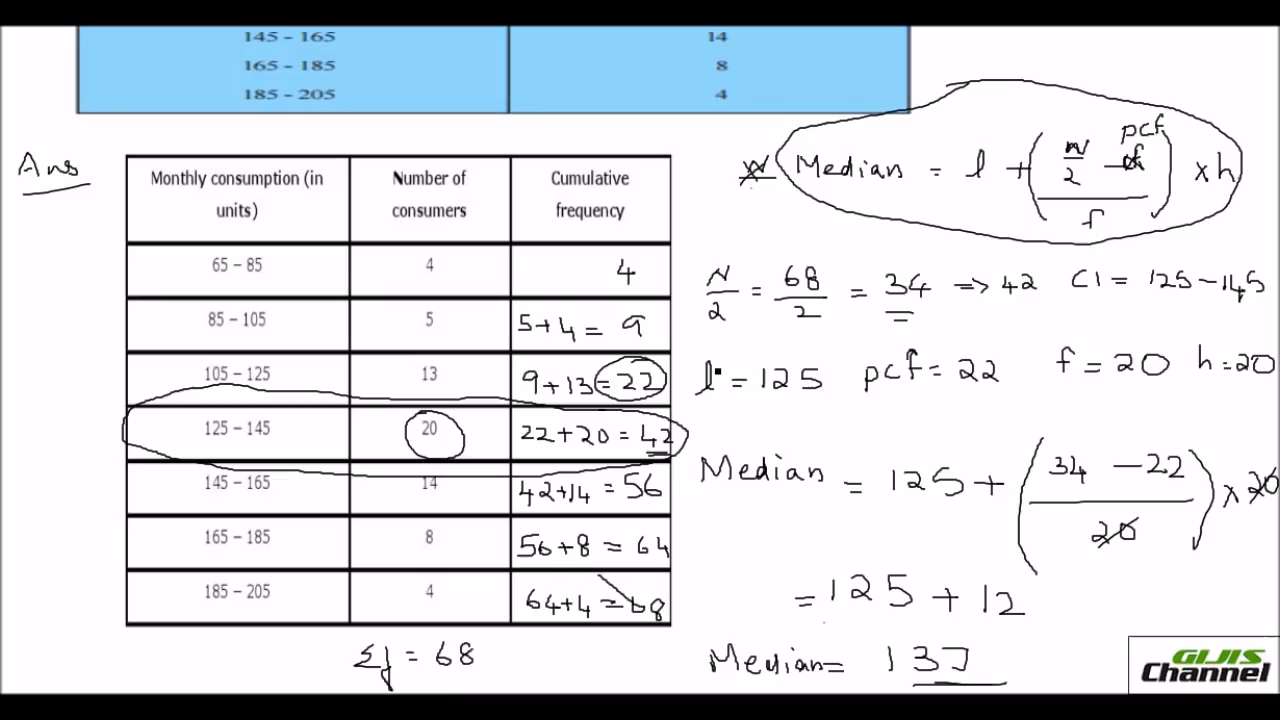 145 – 165 14
165 – 185 8
185 – 205 4
Ans
Monthly consumption (in units) Number of consumers Cumulative frequency
65 – 85 4 4
85 – 105 5 5+4 = 9
105 – 125 13 9+13 = 22
125 – 145 20 22+20 = 42
145 – 165 14 42+14 = 56
165 – 185 8 56+8 = 64
185 – 205 4 64+4 = 68
Σf = 68
Median = l + (N/2 – pcf / f) × h
N/2 = 68/2 = 34 => 42 CI = 125 – 145
l = 125 pcf = 22 f = 20 h = 20
Median = 125 + (34 – 22 / 20) × 20
= 125 + 12
Median = 137
GIJIS
Channel